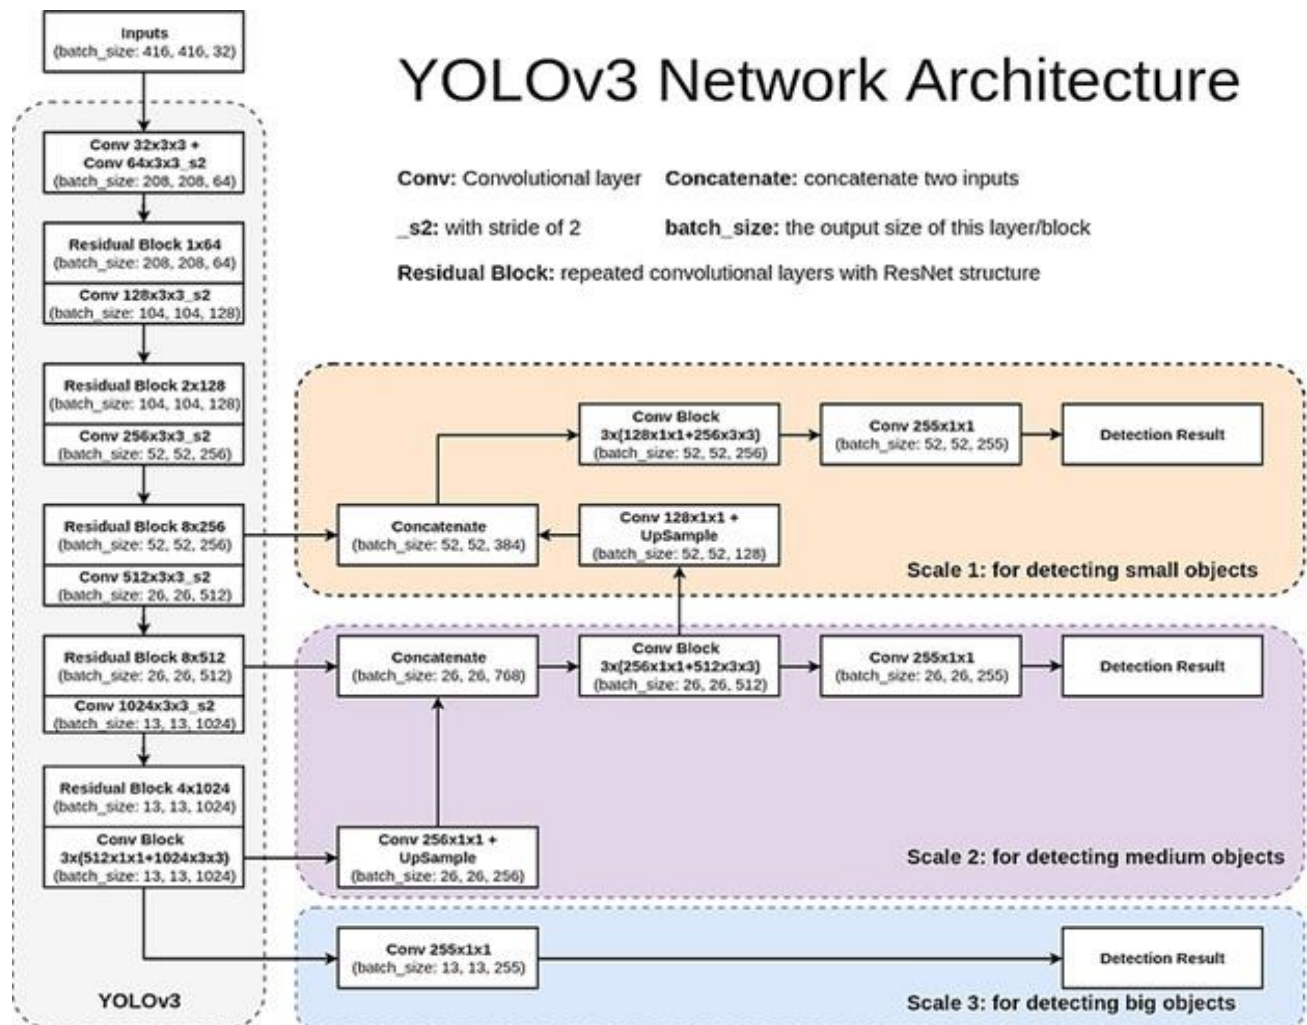 Inputs
(batch_size: 416, 416, 32)
YOLOv3 Network Architecture
Conv: Convolutional layer Concatenate: concatenate two inputs
_s2: with stride of 2 batch_size: the output size of this layer/block
Residual Block: repeated convolutional layers with ResNet structure
Conv 32x3x3 +
Conv 64x3x3_s2
(batch_size: 208, 208, 64)
Residual Block 1x64
(batch_size: 208, 208, 64)
Conv 128x3x3_s2
(batch_size: 104, 104, 128)
Residual Block 2x128
(batch_size: 104, 104, 128)
Conv 256x3x3_s2
(batch_size: 52, 52, 256)
Residual Block 8x256
(batch_size: 52, 52, 256)
Conv 512x3x3_s2
(batch_size: 26, 26, 512)
Residual Block 8x512
(batch_size: 26, 26, 512)
Conv 1024x3x3_s2
(batch_size: 13, 13, 1024)
Residual Block 4x1024
(batch_size: 13, 13, 1024)
Conv Block
3x(512x1x1+1024x3x3)
(batch_size: 13, 13, 1024)
YOLOv3
Conv Block
3x(128x1x1+256x3x3)
(batch_size: 52, 52, 256)
Conv 255x1x1
(batch_size: 52, 52, 255)
Detection Result
Concatenate
(batch_size: 52, 52, 384)
Conv 128x1x1 +
UpSample
(batch_size: 52, 52, 128)
Scale 1: for detecting small objects
Concatenate
(batch_size: 26, 26, 768)
Conv Block
3x(256x1x1+512x3x3)
(batch_size: 26, 26, 512)
Conv 255x1x1
(batch_size: 26, 26, 255)
Detection Result
Conv 256x1x1 +
UpSample
(batch_size: 26, 26, 256)
Scale 2: for detecting medium objects
Conv 255x1x1
(batch_size: 13, 13, 255)
Detection Result
Scale 3: for detecting big objects